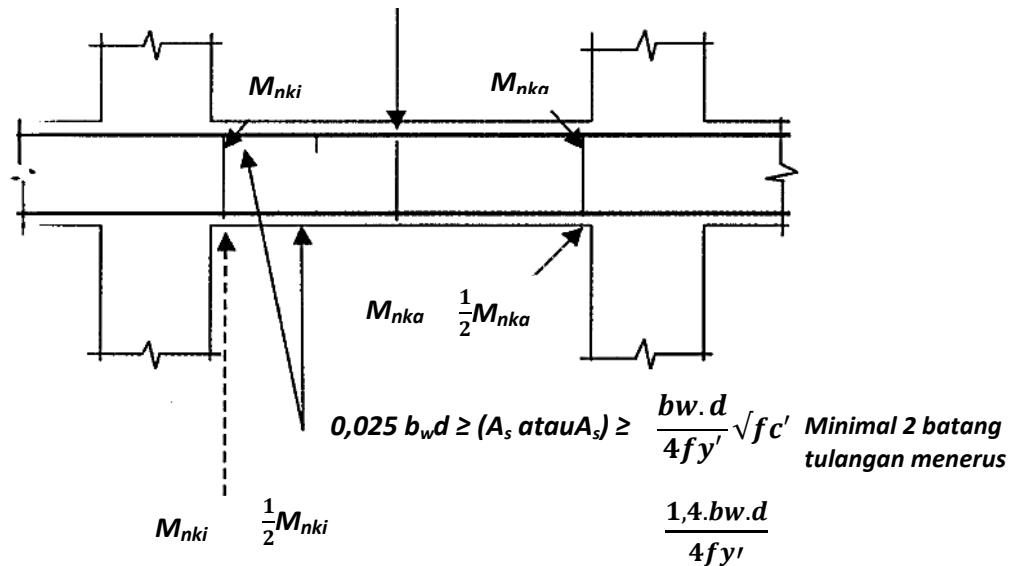 Mnki
Mnka
Mnka 1/2Mnka
0,025 bwd ≥ (As atauAs) ≥ bw.d/4fy′ √fc′ Minimal 2 batang
tulangan menerus
Mnki 1/2Mnki
1,4.bw.d/4fy′